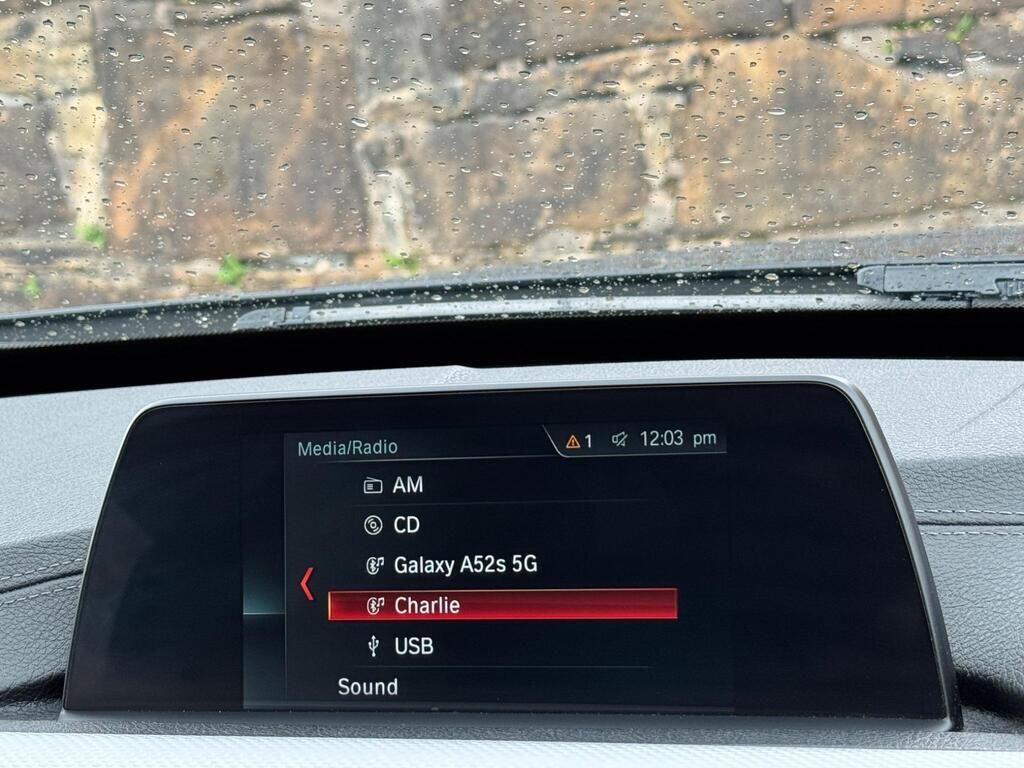 Media/Radio
1 12:03 pm
AM
CD
Galaxy A52s 5G
Charlie
USB
Sound